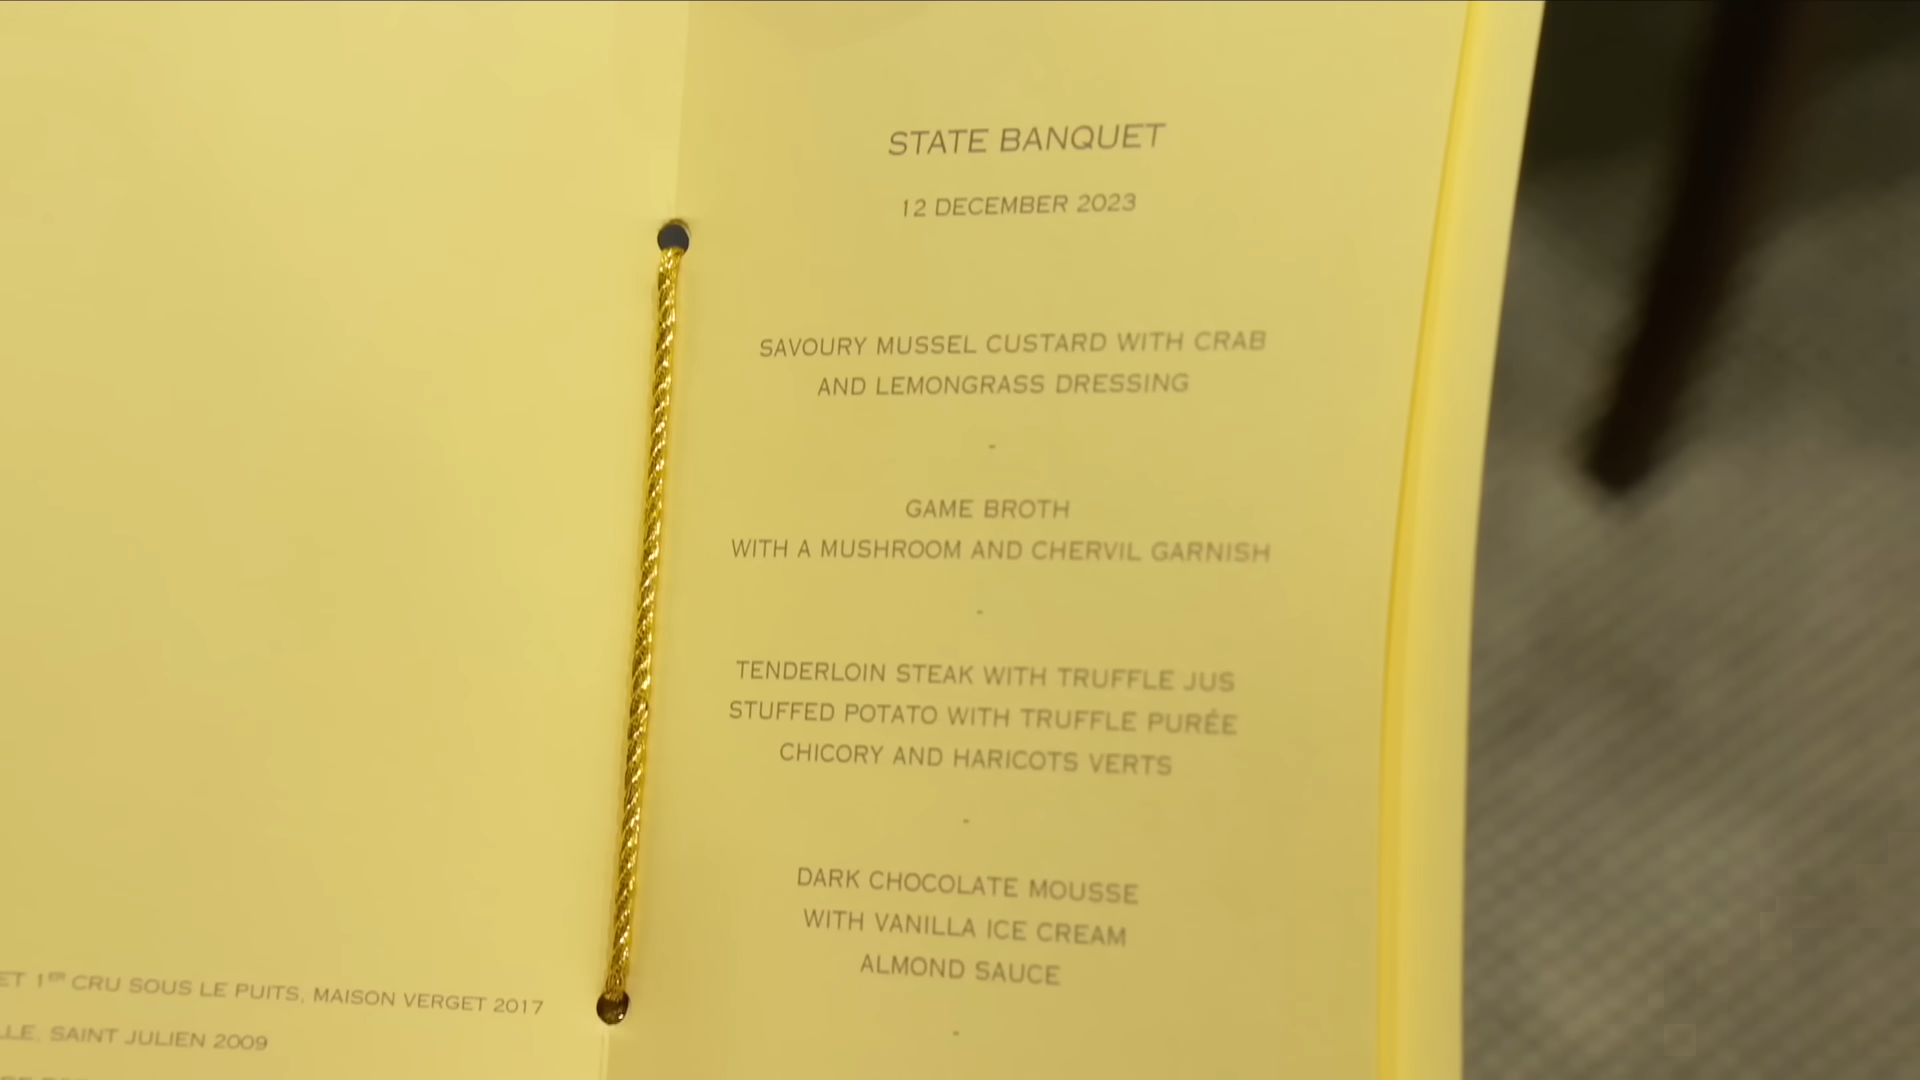 ET 1ER CRU SOUS LE PUITS, MAISON VERGET 2017
LLE, SAINT JULIEN 2009
STATE BANQUET
12 DECEMBER 2023
SAVOURY MUSSEL CUSTARD WITH CRAB
AND LEMONGRASS DRESSING
-
GAME BROTH
WITH A MUSHROOM AND CHERVIL GARNISH
-
TENDERLOIN STEAK WITH TRUFFLE JUS
STUFFED POTATO WITH TRUFFLE PURÉE
CHICORY AND HARICOTS VERTS
-
DARK CHOCOLATE MOUSSE
WITH VANILLA ICE CREAM
ALMOND SAUCE
-